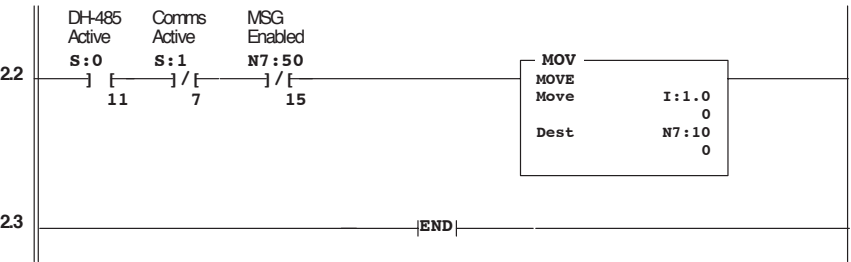 DH-485 Comms MSG
Active Active Enabled
S:0 S:1 N7:50
2.2 ] [ ]/[ ]/[
11 7 15
MOV
MOVE
Move I:1.0
0
Dest N7:10
0
2.3 END